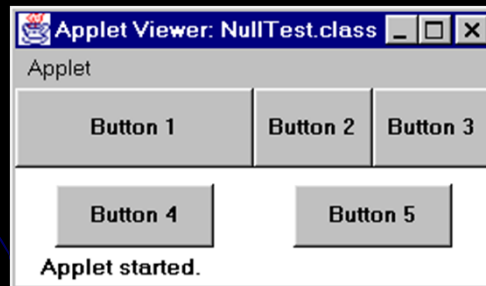 Applet Viewer: NullTest.class
Applet
Button 1 Button 2 Button 3
Button 4 Button 5
Applet started.